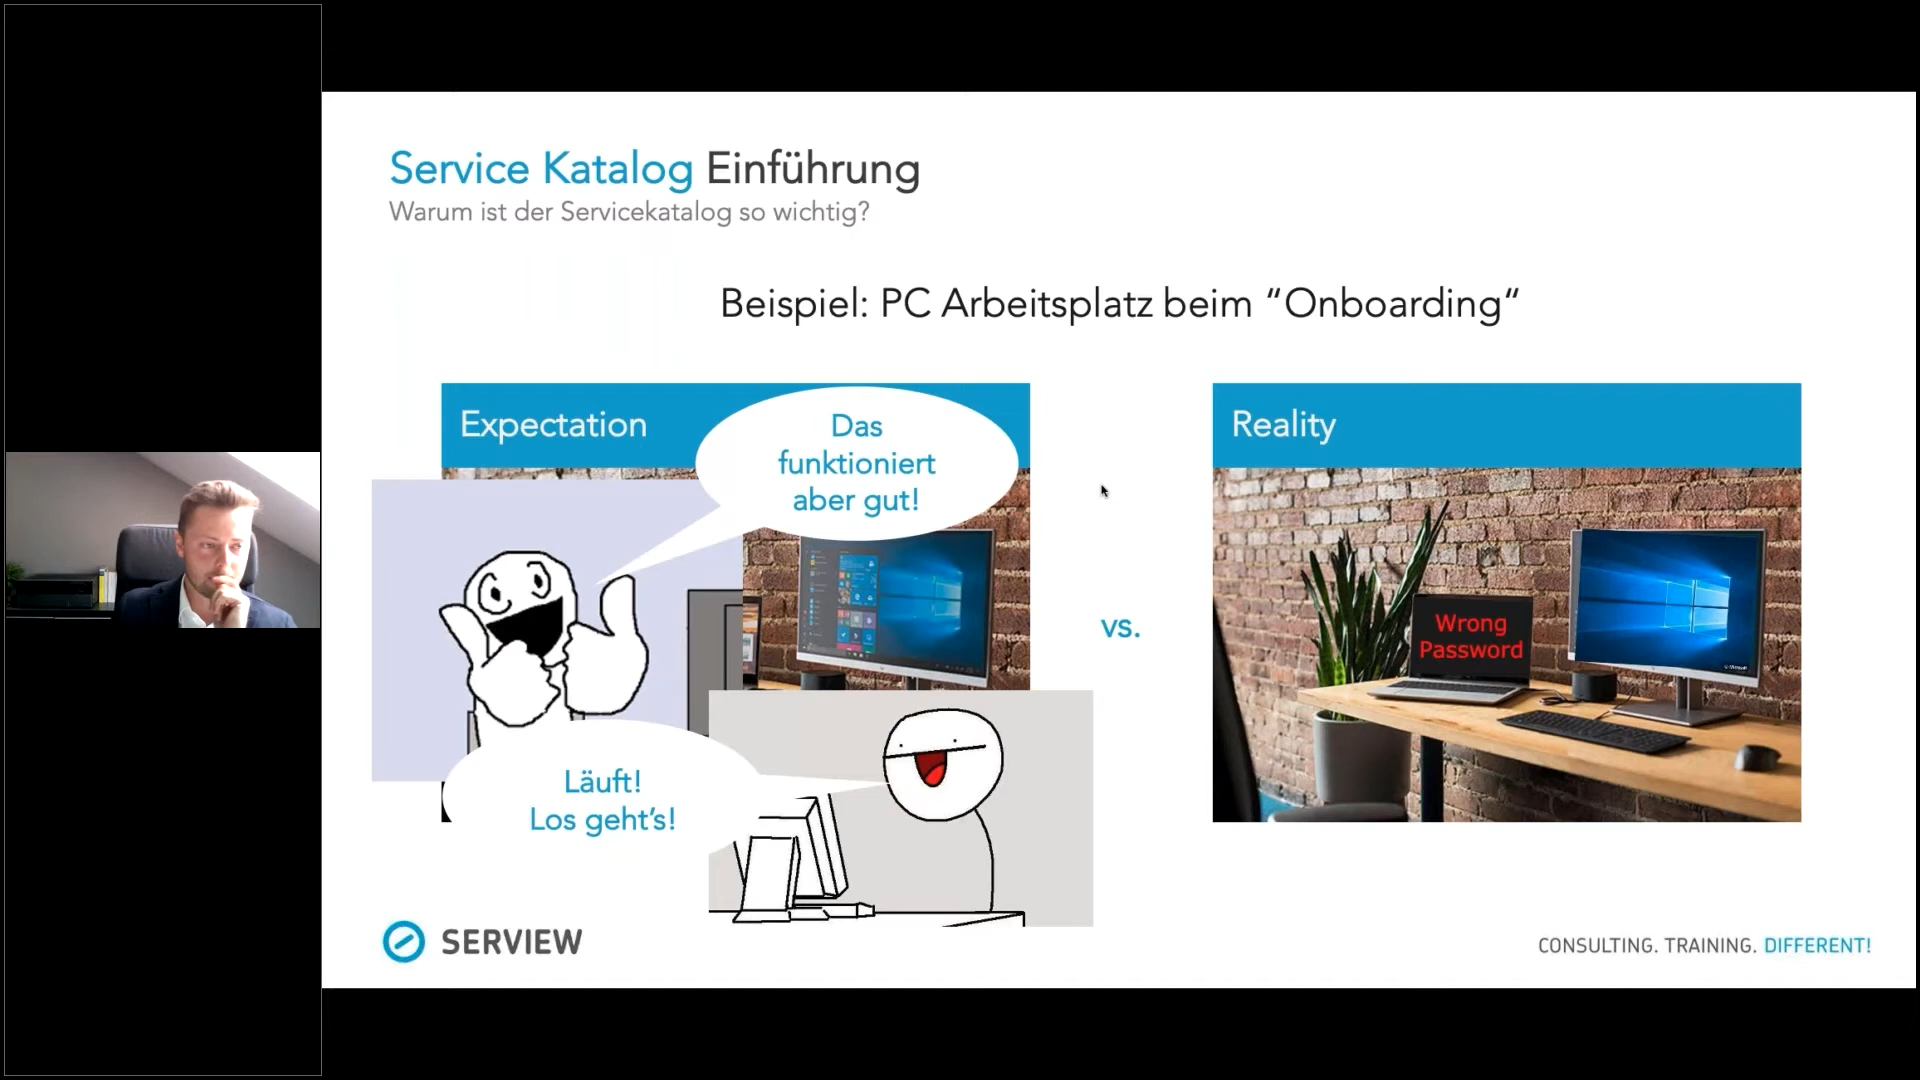 Service Katalog Einführung
Warum ist der Servicekatalog so wichtig?
Beispiel: PC Arbeitsplatz beim “Onboarding“
Expectation
Das
funktioniert
aber gut!
Läuft!
Los geht’s!
vs.
Reality
Wrong
Password
SERVIEW
CONSULTING. TRAINING. DIFFERENT!